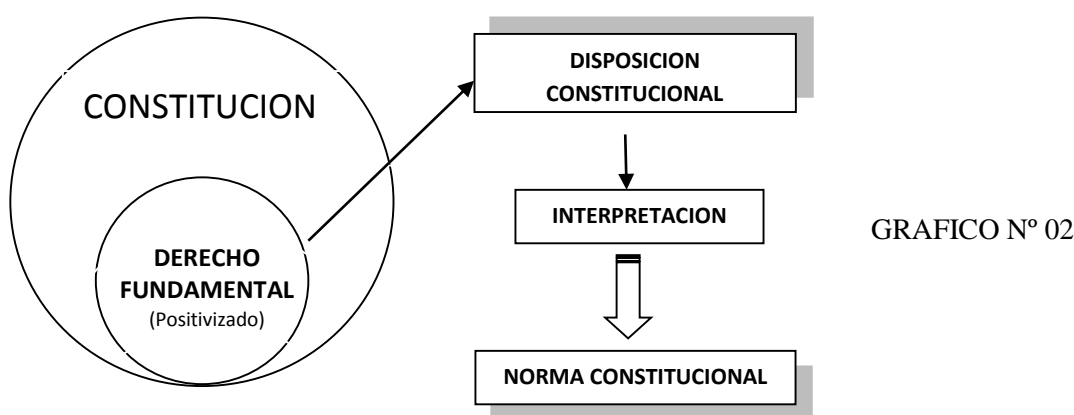 CONSTITUCION
DERECHO
FUNDAMENTAL
(Positivizado)
DISPOSICION
CONSTITUCIONAL
INTERPRETACION
NORMA CONSTITUCIONAL
GRAFICO Nº 02